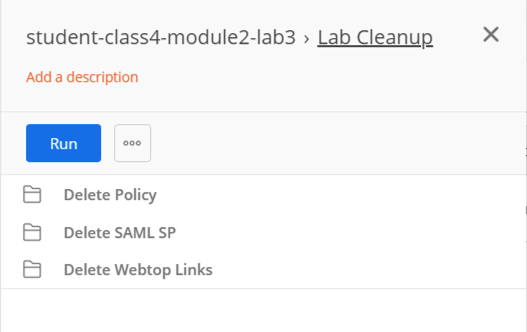 student-class4-module2-lab3 › Lab Cleanup
Add a description
Run
Delete Policy
Delete SAML SP
Delete Webtop Links